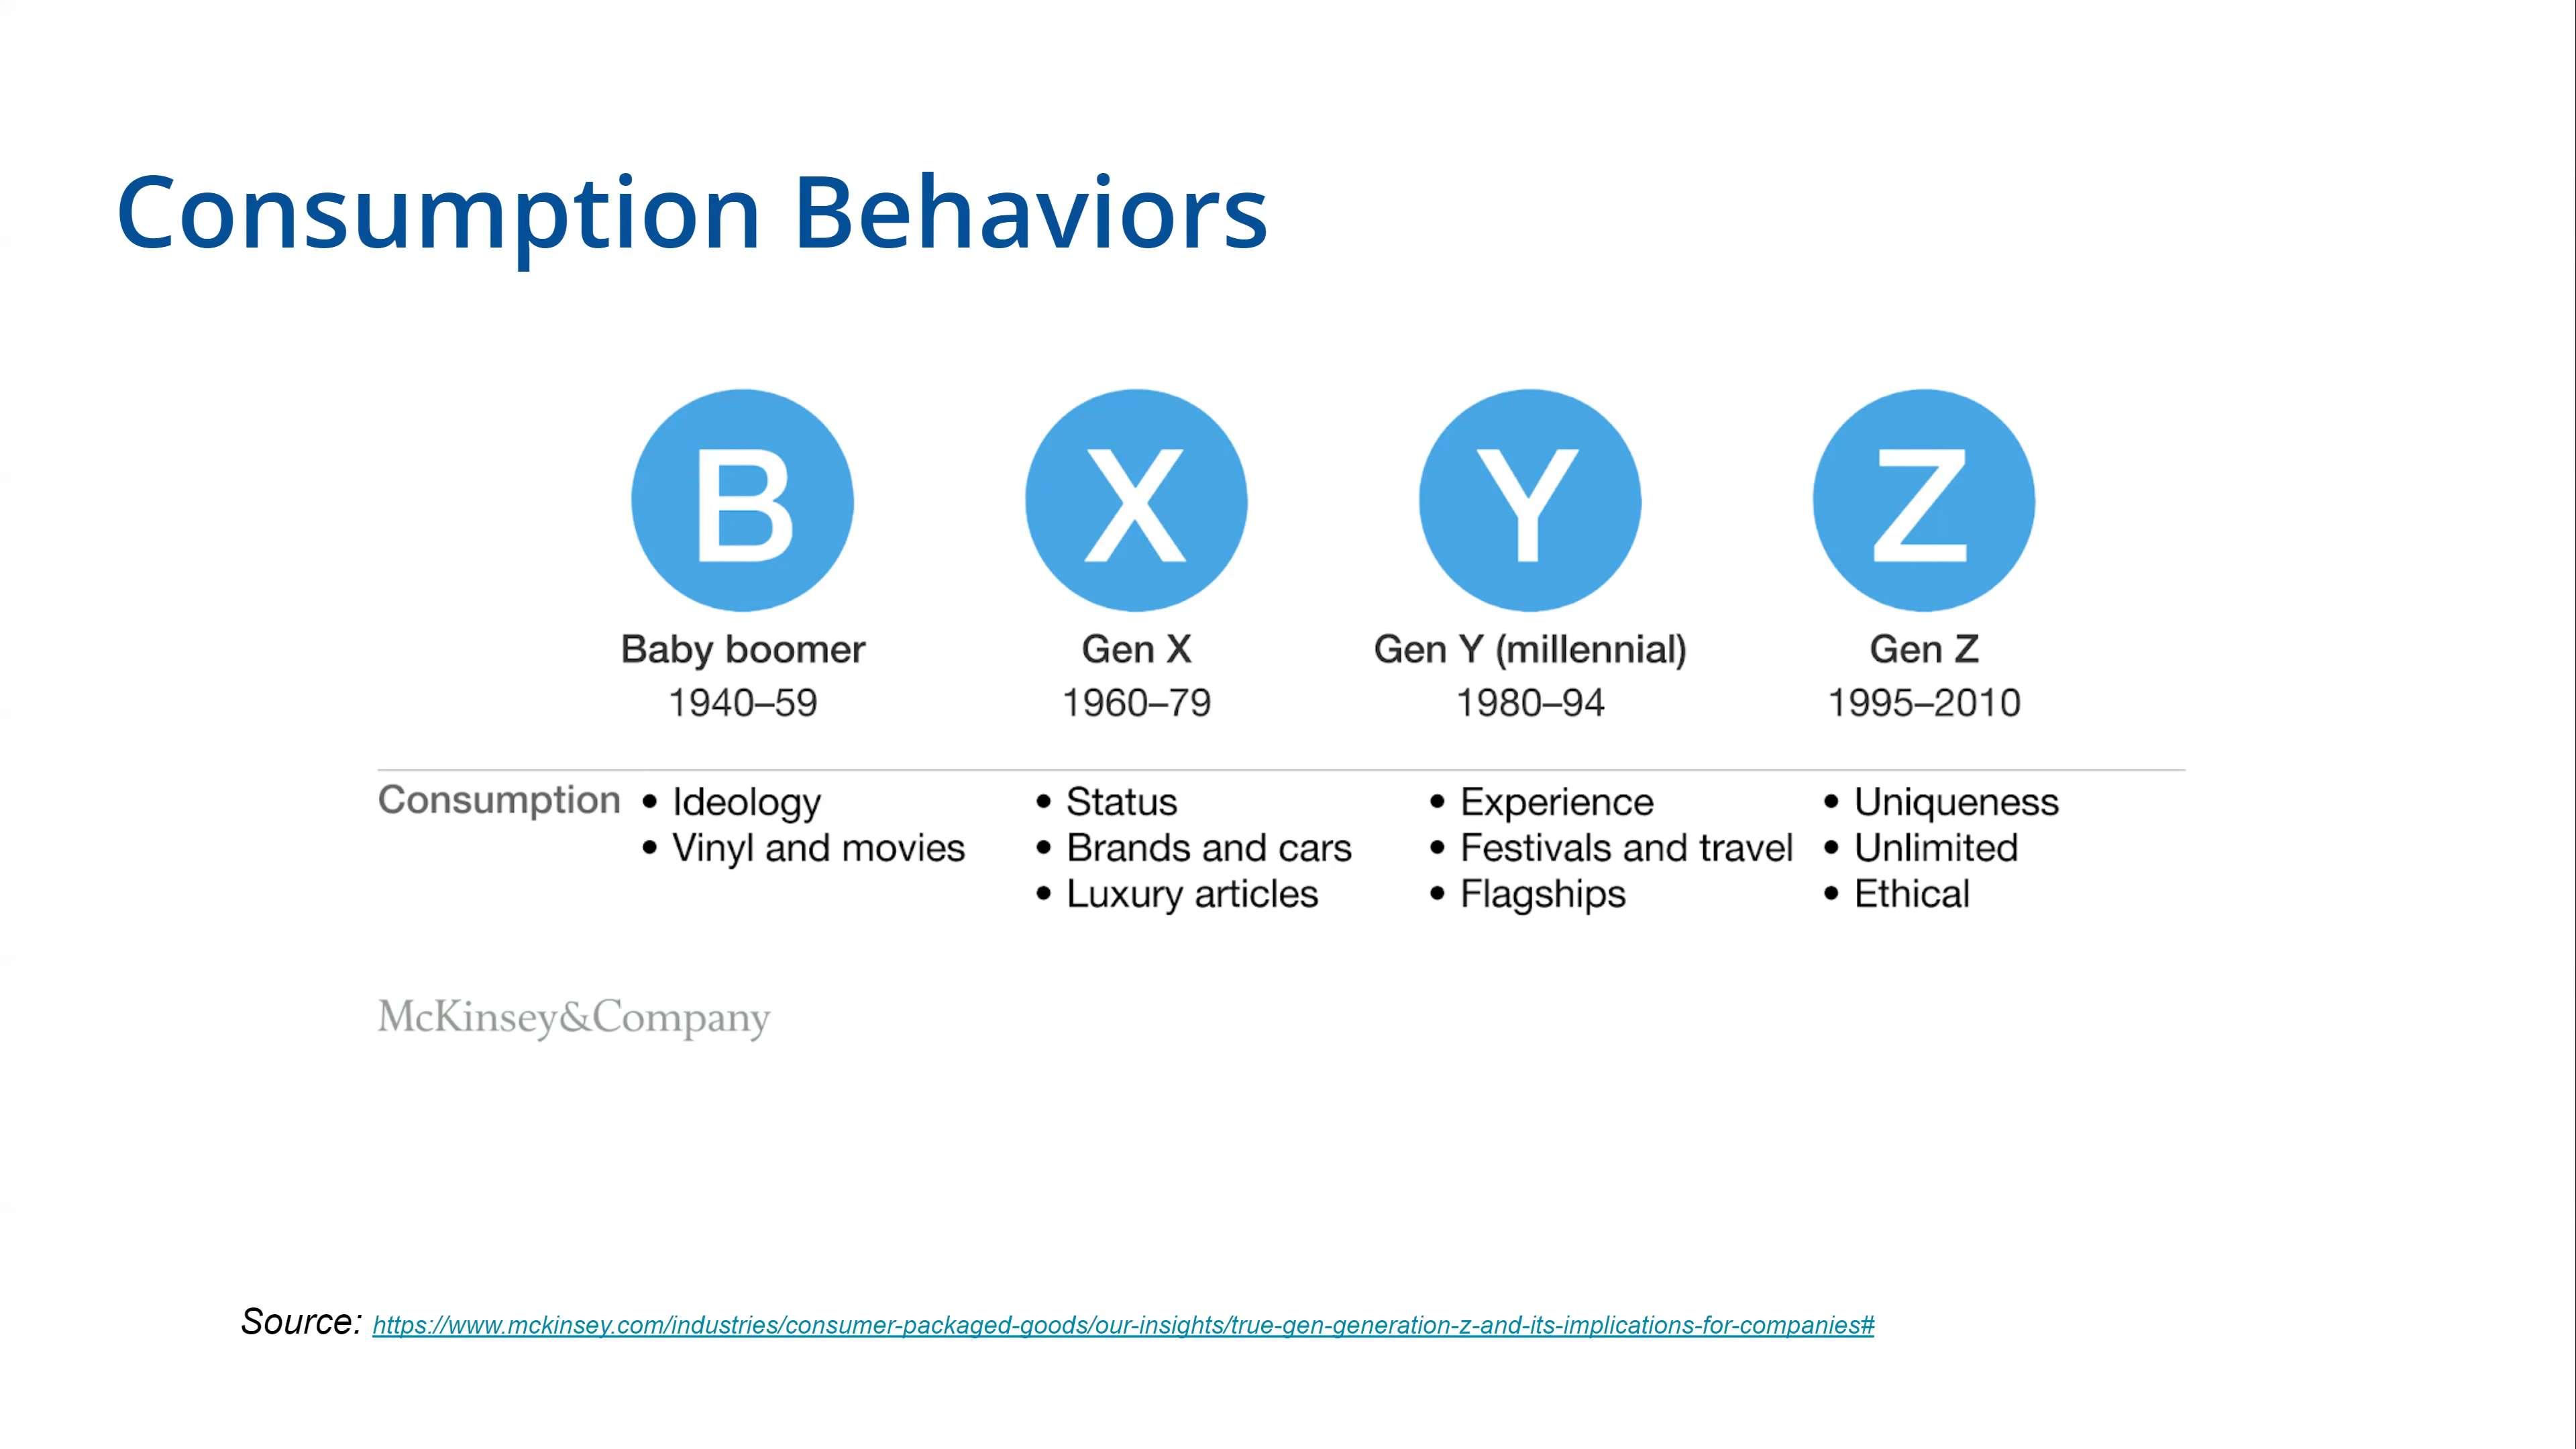 Consumption Behaviors
B
X
Y
Z
Baby boomer
1940–59
Gen X
1960–79
Gen Y (millennial)
1980–94
Gen Z
1995–2010
Consumption
• Ideology
• Vinyl and movies
• Status
• Brands and cars
• Luxury articles
• Experience
• Festivals and travel
• Flagships
• Uniqueness
• Unlimited
• Ethical
McKinsey&Company
Source: https://www.mckinsey.com/industries/consumer-packaged-goods/our-insights/true-gen-generation-z-and-its-implications-for-companies#